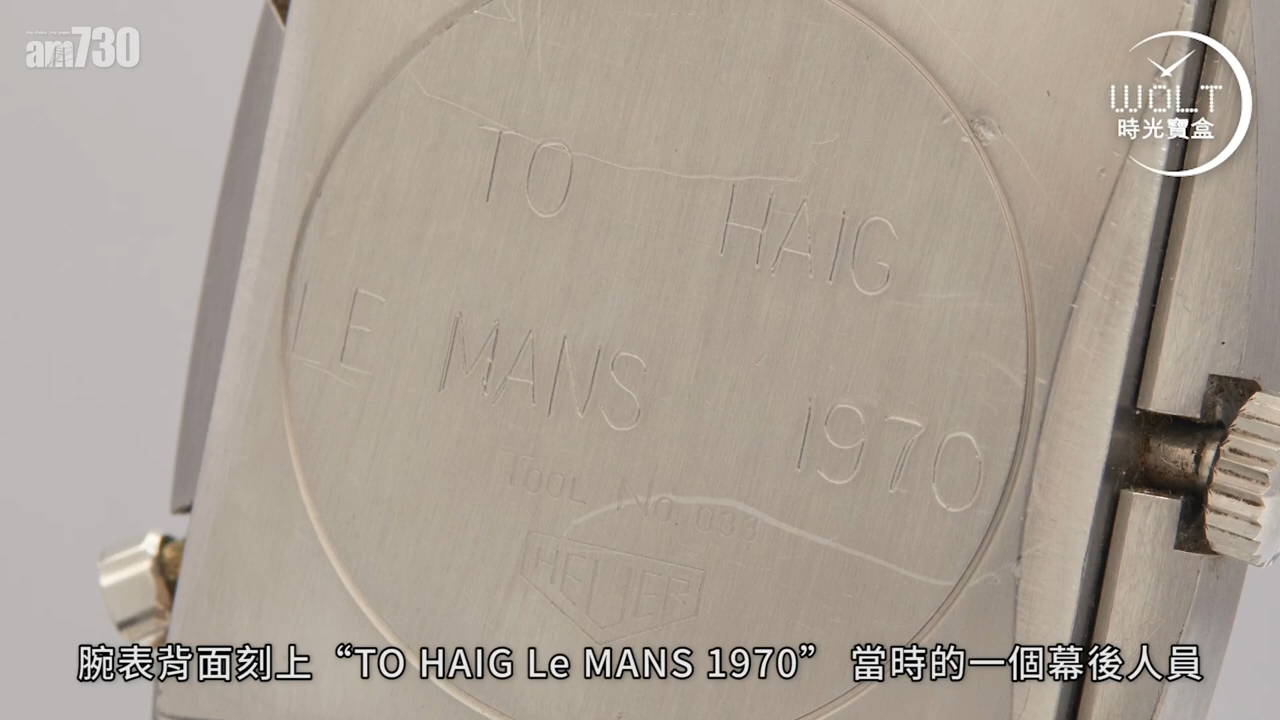 am730
WOLT
時光寶盒
TO HAIG
LE MANS 1970
TOOL No. 033
HEUER
腕表背面刻上“TO HAIG Le MANS 1970” 當時的一個幕後人員